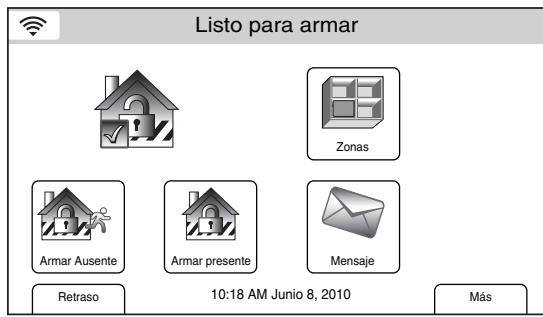 Listo para armar
Zonas
Armar Ausente
Armar presente
Mensaje
Retraso
10:18 AM Junio 8, 2010
Más